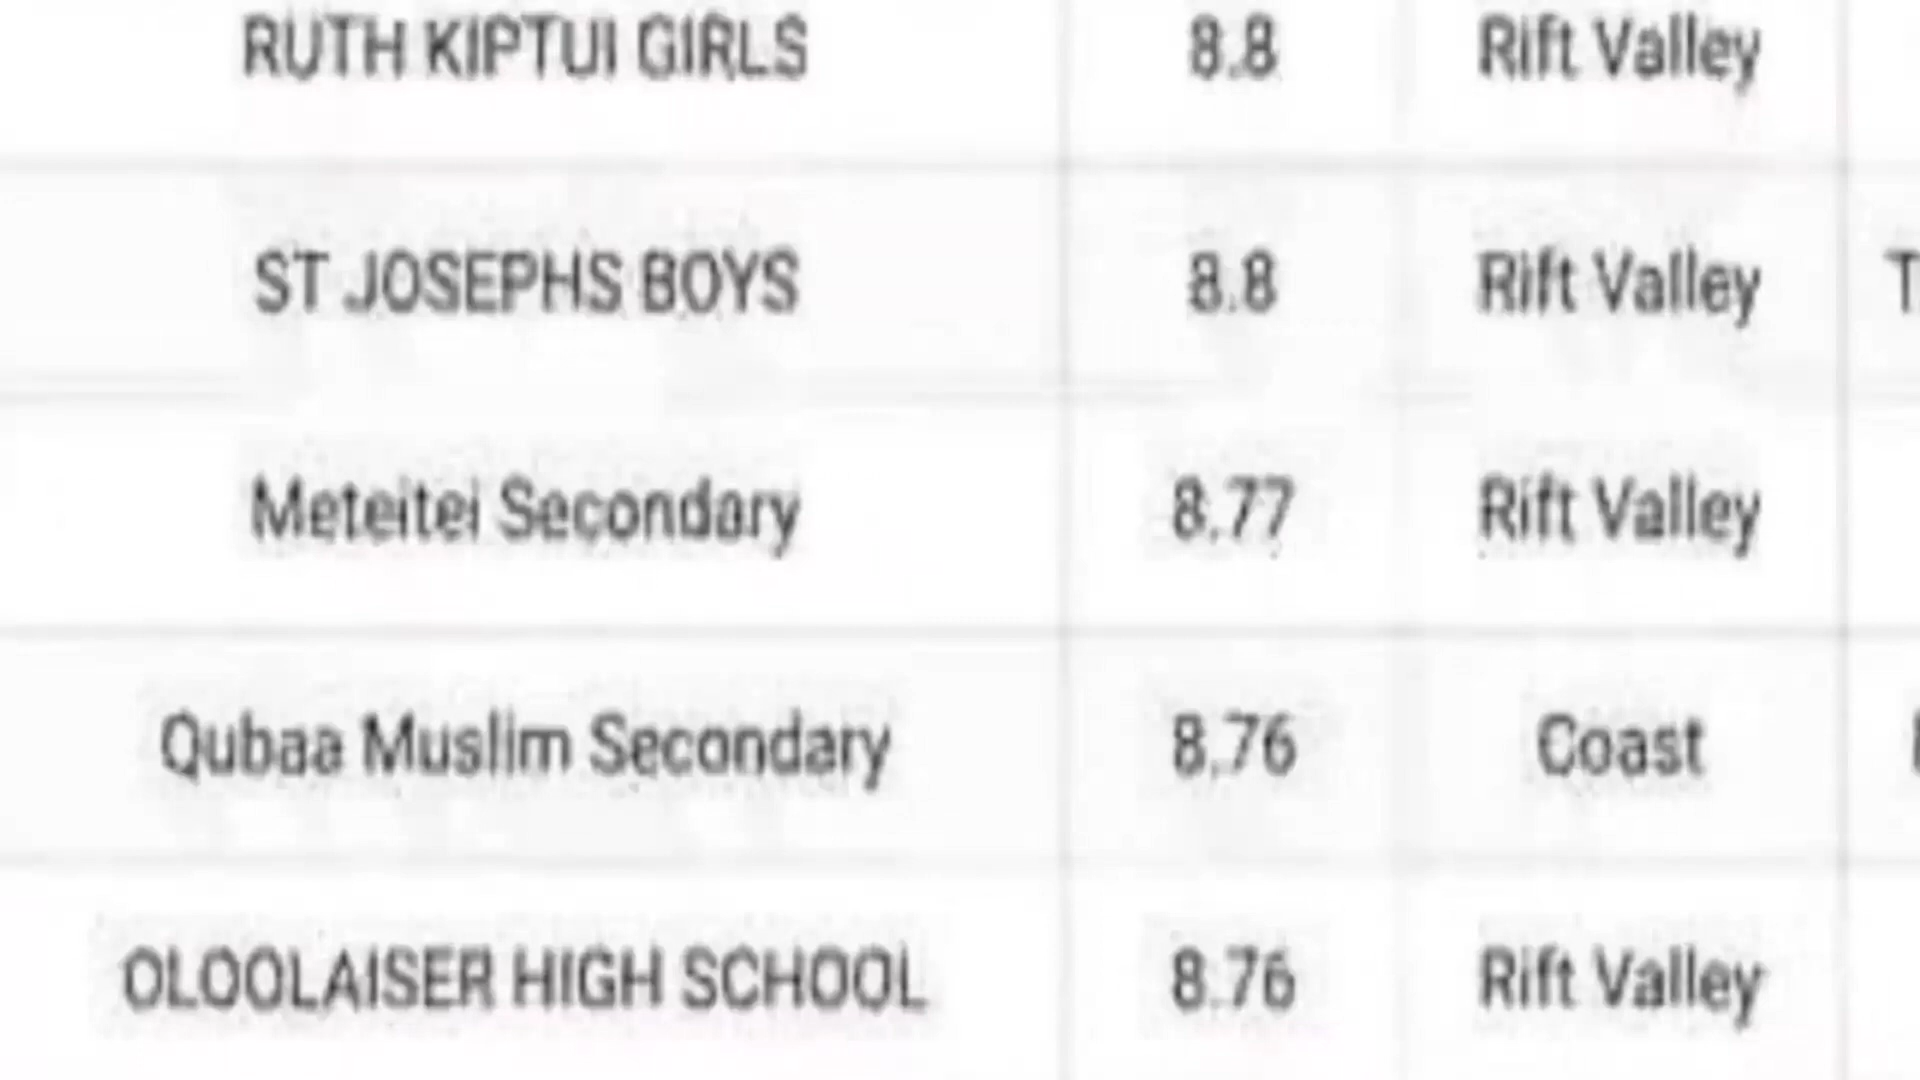 RUTH KIPTUI GIRLS 8.8 Rift Valley
ST JOSEPHS BOYS 8.8 Rift Valley T
Meteitei Secondary 8.77 Rift Valley
Qubaa Muslim Secondary 8.76 Coast
OLOOLAISER HIGH SCHOOL 8.76 Rift Valley